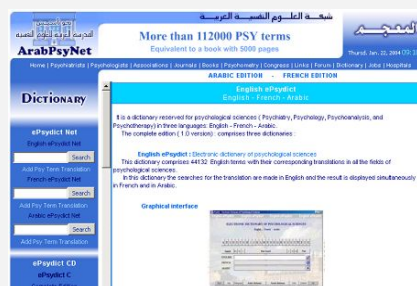 شبكة العلوم النفسية العربية
ArabPsyNet
More than 112000 PSY terms
Equivalent to a book with 5000 pages
Thursd, Jan. 22, 2004
Home | Psychiatrists | Psychologists | Associations | Journals | Books | Psychometry | Congress | Links | Forum | Dictionary | Jobs | Hospitals
ARABIC EDITION - FRENCH EDITION
Dictionary
ePsydict Net
English ePsydict Net
Search
Add Psy Term Translation
French ePsydict Net
Search
Add Psy Term Translation
Arabic ePsydict Net
Search
Add Psy Term Translation
ePsydict CD
ePsydict C
English ePsydict
English - French - Arabic
It is a dictionary reserved for psychological sciences ( Psychiatry, Psychology, Psychoanalysis, and
Psychotherapy) in three languages: English - French - Arabic.
The complete edition ( 1.0 version) : comprises three dictionaries :
English ePsydict : Electronic dictionary of psychological sciences
This dictionary comprises 44132 English terms with their corresponding translations in all the fields of
psychological sciences.
In this dictionary the searches for the translation are made in English and the result is displayed simultaneously
in French and in Arabic.
Graphical interface